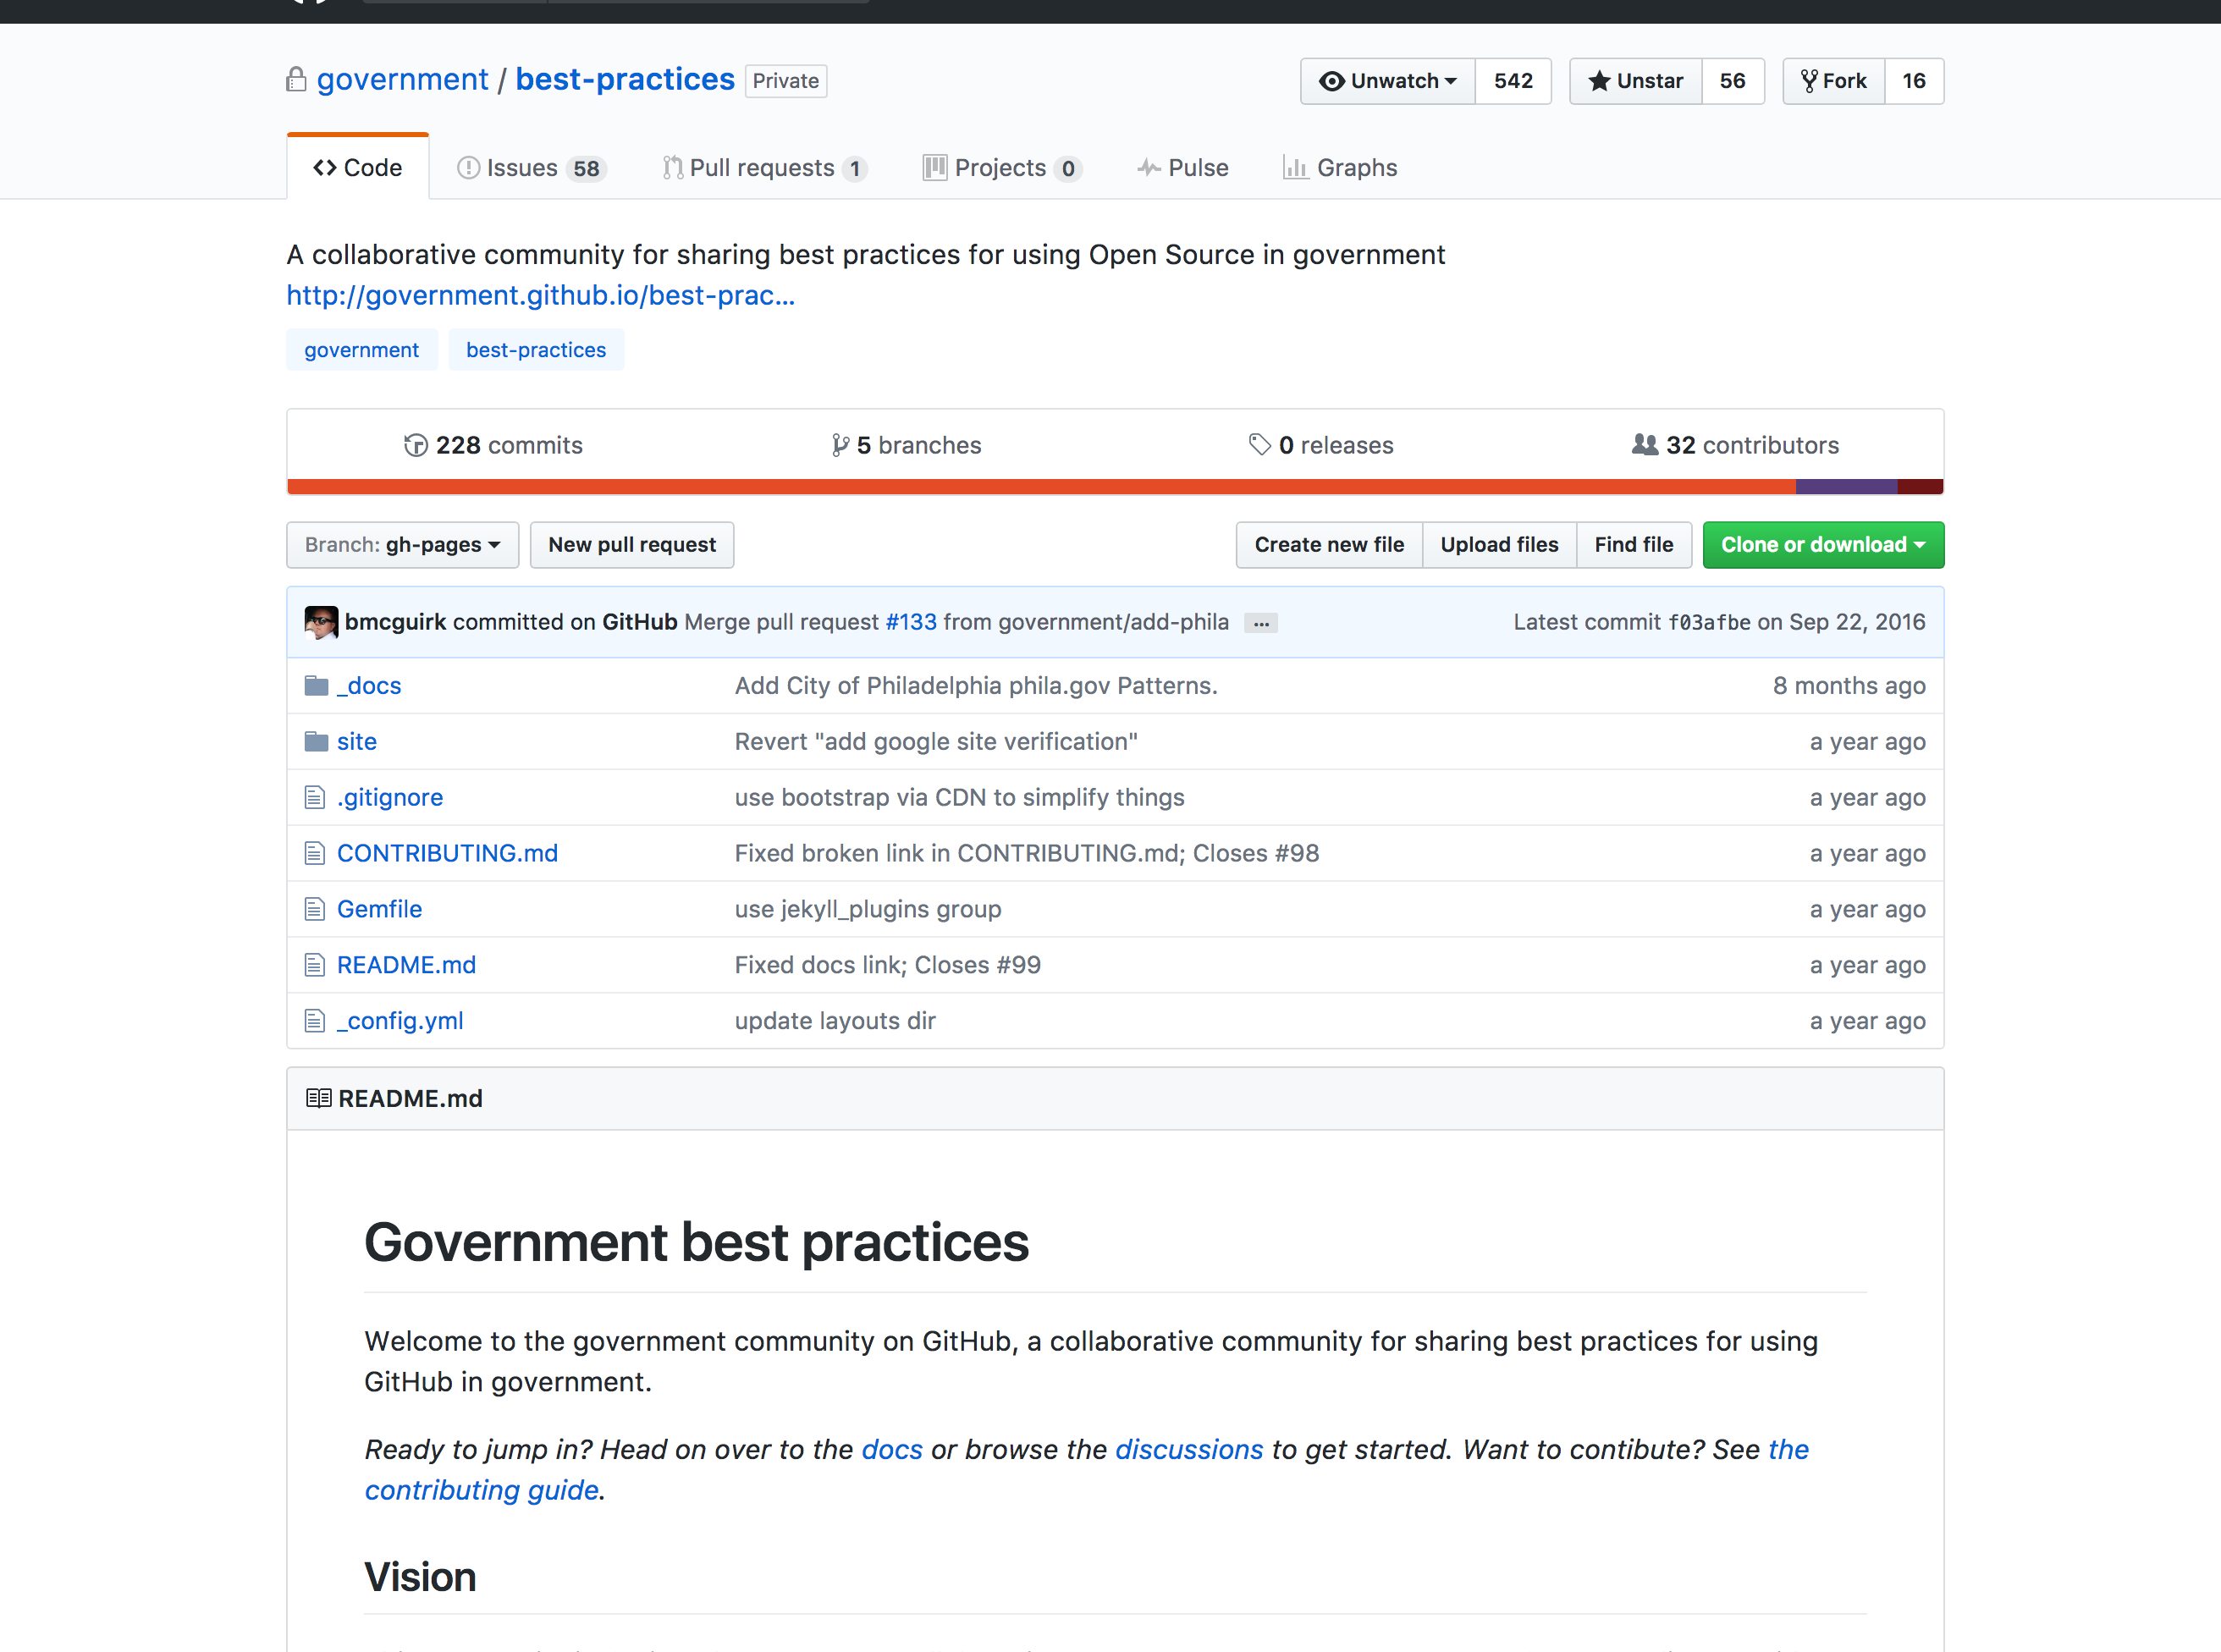 government / best-practices Private
Unwatch 542 Unstar 56 Fork 16
Code Issues 58 Pull requests 1 Projects 0 Pulse Graphs
A collaborative community for sharing best practices for using Open Source in government
http://government.github.io/best-prac...
government best-practices
228 commits 5 branches 0 releases 32 contributors
Branch: gh-pages New pull request Create new file Upload files Find file Clone or download
bmcguirk committed on GitHub Merge pull request #133 from government/add-phila ... Latest commit f03afbe on Sep 22, 2016
_docs Add City of Philadelphia phila.gov Patterns. 8 months ago
site Revert "add google site verification" a year ago
.gitignore use bootstrap via CDN to simplify things a year ago
CONTRIBUTING.md Fixed broken link in CONTRIBUTING.md; Closes #98 a year ago
Gemfile use jekyll_plugins group a year ago
README.md Fixed docs link; Closes #99 a year ago
_config.yml update layouts dir a year ago
README.md
Government best practices
Welcome to the government community on GitHub, a collaborative community for sharing best practices for using
GitHub in government.
Ready to jump in? Head on over to the docs or browse the discussions to get started. Want to contibute? See the
contributing guide.
Vision